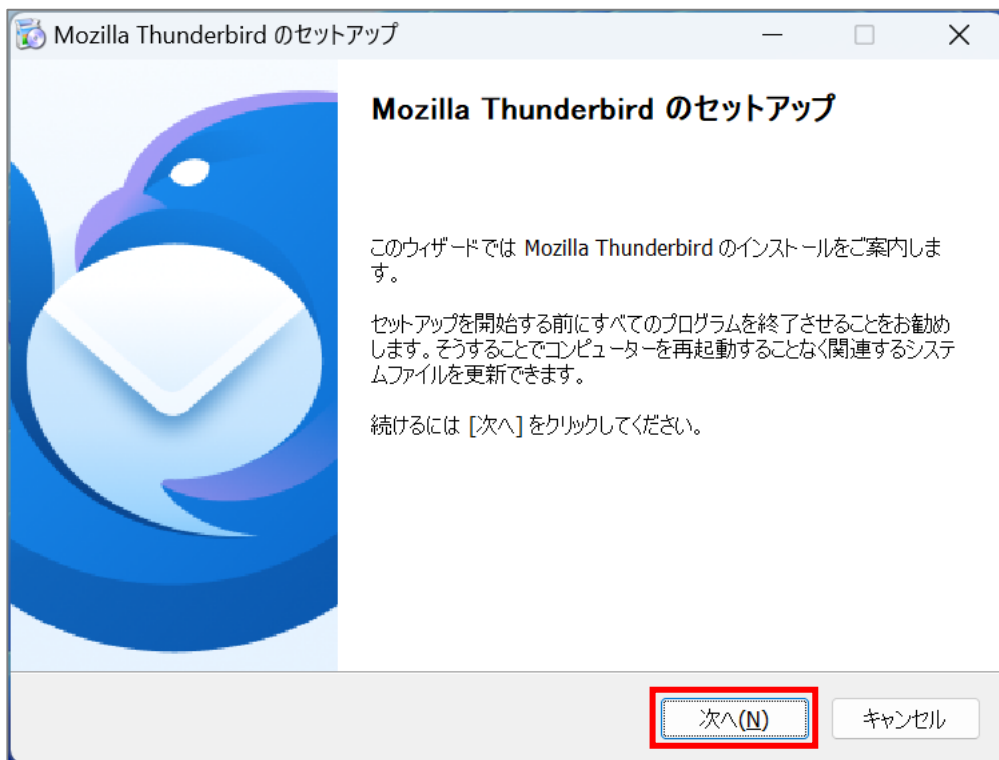 Mozilla Thunderbird のセットアップ
Mozilla Thunderbird のセットアップ
このウィザードでは Mozilla Thunderbird のインストールをご案内しま
す。
セットアップを開始する前にすべてのプログラムを終了させることをお勧め
します。そうすることでコンピューターを再起動することなく関連するシステ
ムファイルを更新できます。
続けるには [次へ] をクリックしてください。
次へ(N)
キャンセル